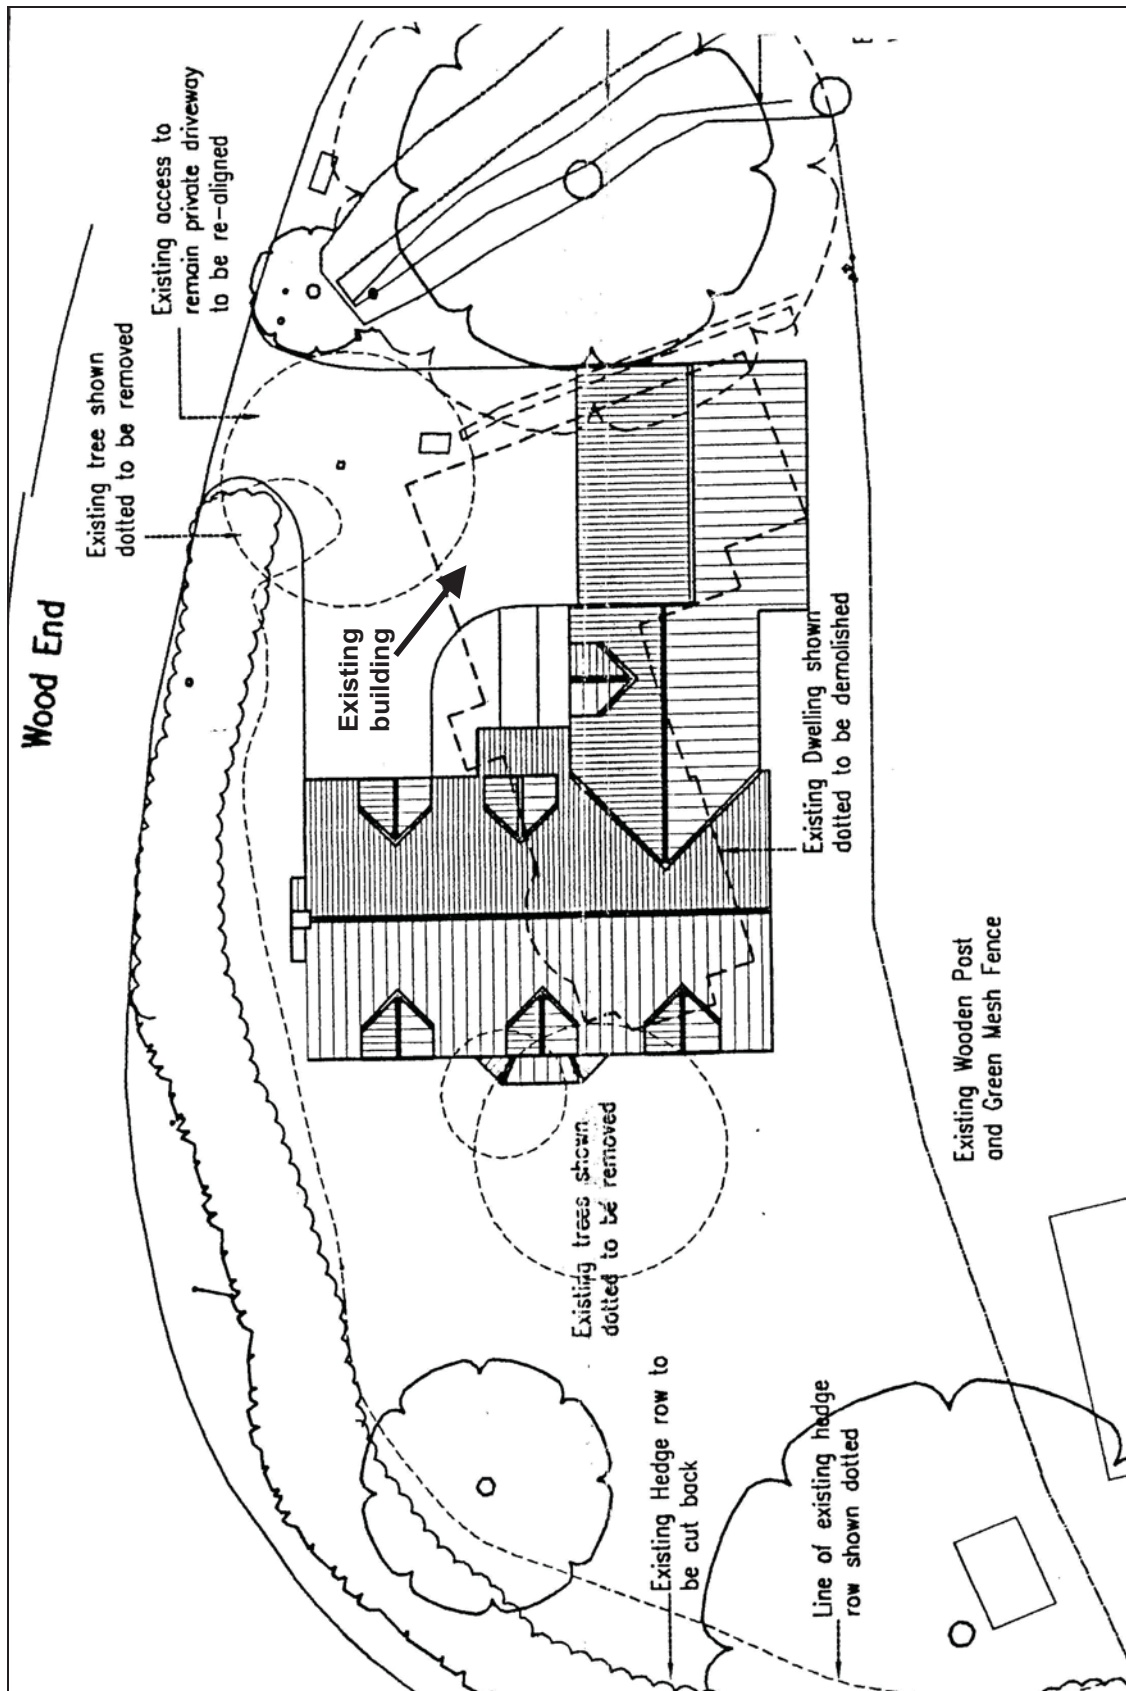 Wood End
Existing tree shown
dotted to be removed
Existing access to
remain private driveway
to be re-aligned
Existing
building
Existing Dwelling shown
dotted to be demolished
Existing trees shown
dotted to be removed
Existing Wooden Post
and Green Mesh Fence
Existing Hedge row to
be cut back
Line of existing hedge
row shown dotted